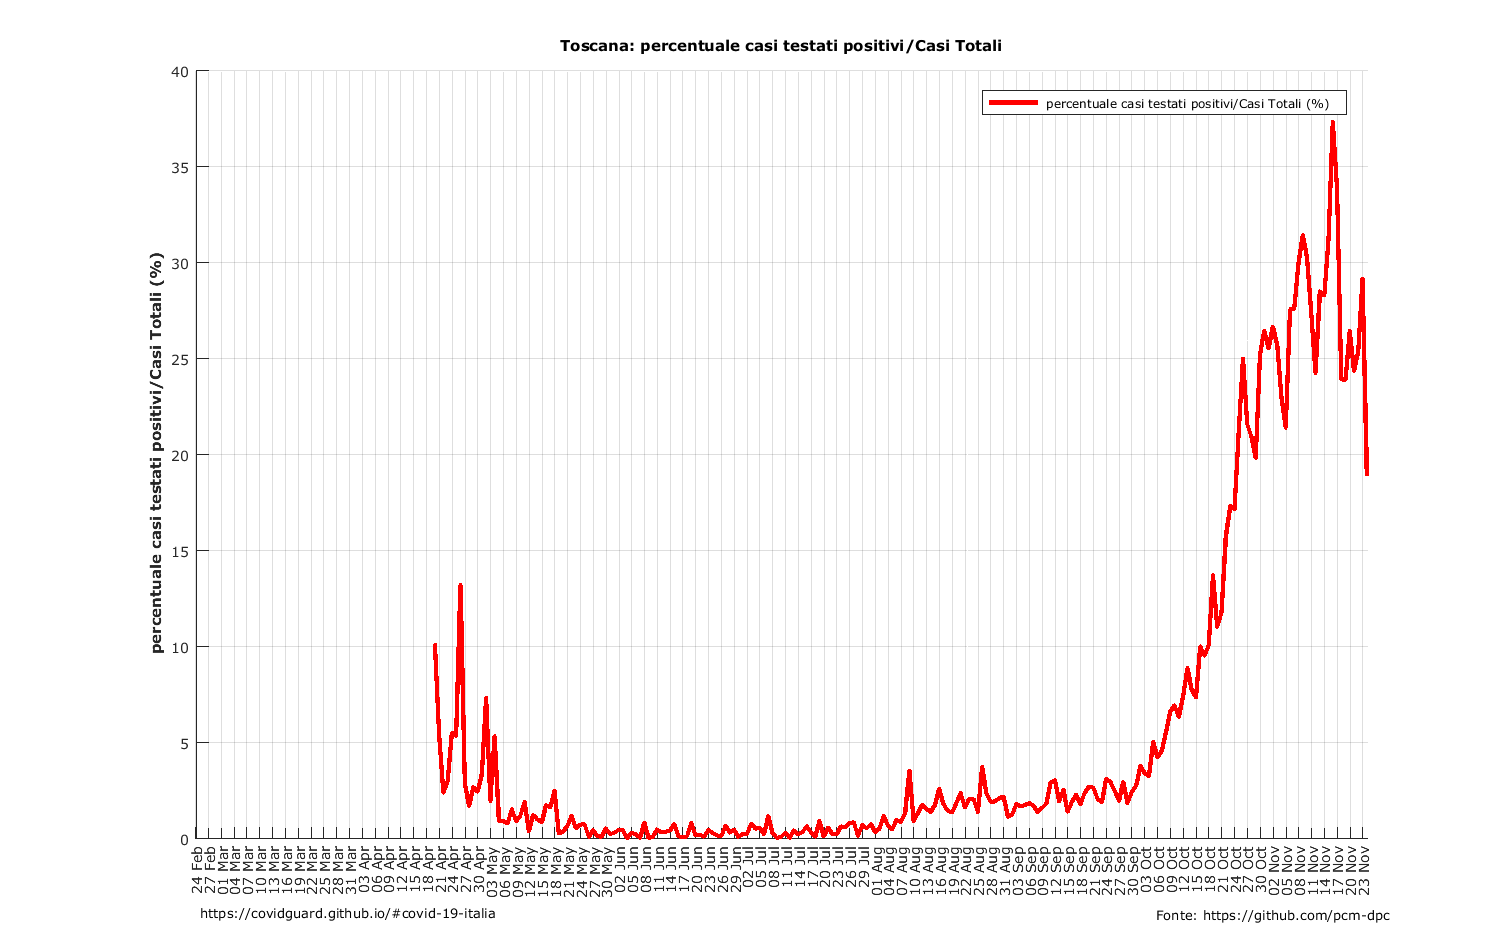 Toscana: percentuale casi testati positivi/Casi Totali
percentuale casi testati positivi/Casi Totali (%)
percentuale casi testati positivi/Casi Totali (%)
40
35
30
25
20
15
10
5
0
24 Feb
27 Feb
01 Mar
04 Mar
07 Mar
10 Mar
13 Mar
16 Mar
19 Mar
22 Mar
25 Mar
28 Mar
31 Mar
03 Apr
06 Apr
09 Apr
12 Apr
15 Apr
18 Apr
21 Apr
24 Apr
27 Apr
30 Apr
03 May
06 May
09 May
12 May
15 May
18 May
21 May
24 May
27 May
30 May
02 Jun
05 Jun
08 Jun
11 Jun
14 Jun
17 Jun
20 Jun
23 Jun
26 Jun
29 Jun
02 Jul
05 Jul
08 Jul
11 Jul
14 Jul
17 Jul
20 Jul
23 Jul
26 Jul
29 Jul
01 Aug
04 Aug
07 Aug
10 Aug
13 Aug
16 Aug
19 Aug
22 Aug
25 Aug
28 Aug
31 Aug
03 Sep
06 Sep
09 Sep
12 Sep
15 Sep
18 Sep
21 Sep
24 Sep
27 Sep
30 Sep
03 Oct
06 Oct
09 Oct
12 Oct
15 Oct
18 Oct
21 Oct
24 Oct
27 Oct
30 Oct
02 Nov
05 Nov
08 Nov
11 Nov
14 Nov
17 Nov
20 Nov
23 Nov
https://covidguard.github.io/#covid-19-italia
Fonte: https://github.com/pcm-dpc